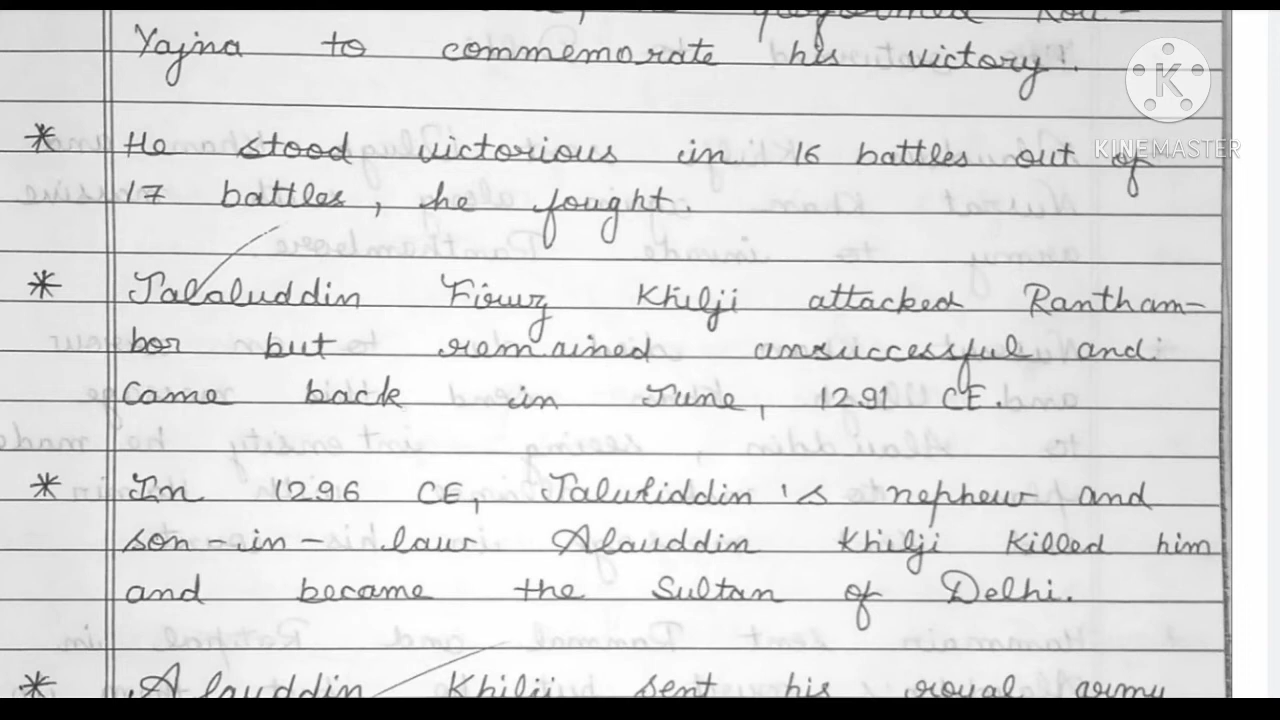 performed Koti-
Yajna to commemorate his victory.
KINEMASTER
* He stood victorious in 16 battles out of
17 battles, he fought.
* Jalaluddin Firuz Khilji attacked Rantham-
bor but remained unsuccessful and
came back in June, 1291 CE.
* In 1296 CE, Jalutiddin's nephew and
son-in-law Alauddin Khilji killed him
and became the Sultan of Delhi.
* Alauddin Khilji sent his royal army